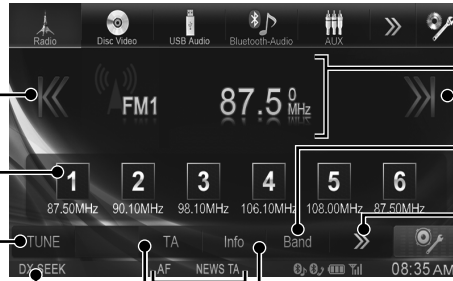 Radio Disc Video USB Audio Bluetooth-Audio AUX
FM1 87.5 0 MHz
1 2 3 4 5 6
87.50MHz 90.10MHz 98.10MHz 106.10MHz 108.00MHz 87.50MHz
TUNE TA Info Band
DX SEEK AF NEWS TA 08:35 AM